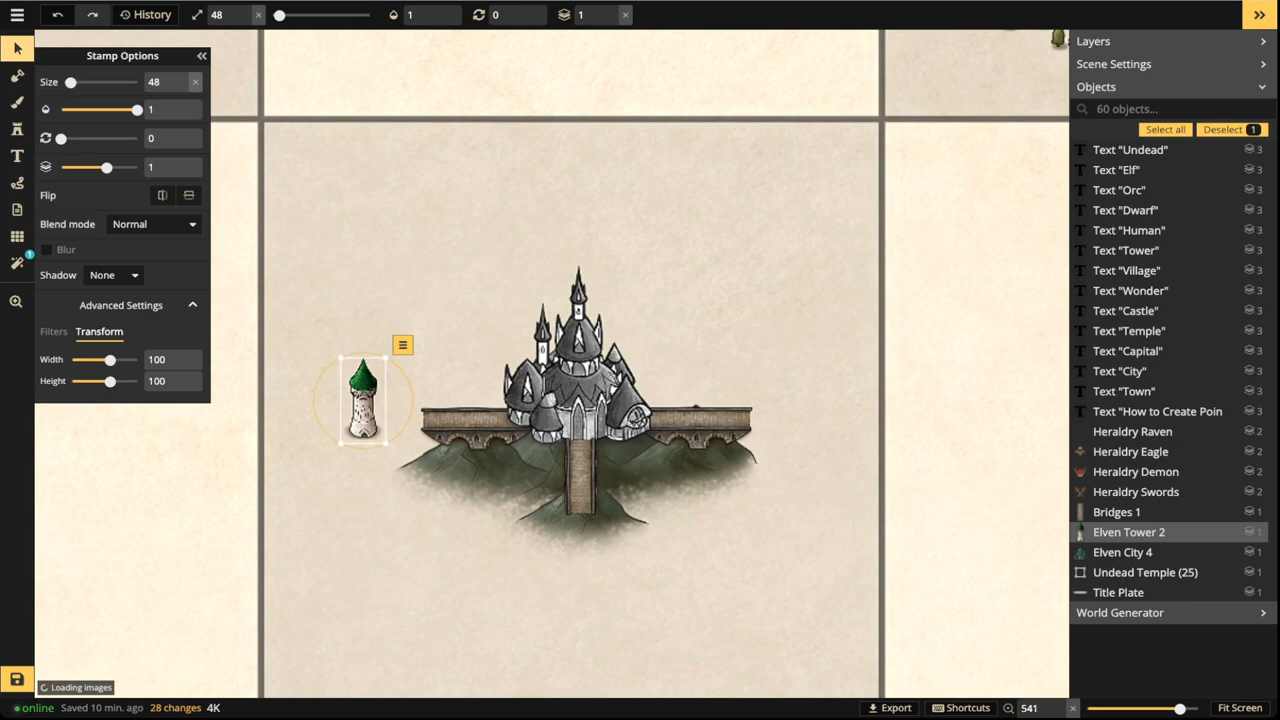 History
48
1
0
1
Stamp Options
Size
48
1
0
1
Flip
Blend mode
Normal
Blur
Shadow
None
Advanced Settings
Filters
Transform
Width
100
Height
100
1
Loading images
online
Saved 10 min. ago
28 changes
4K
Layers
Scene Settings
Objects
60 objects...
Select all
Deselect 1
Text "Undead" 3
Text "Elf" 3
Text "Orc" 3
Text "Dwarf" 3
Text "Human" 3
Text "Tower" 3
Text "Village" 3
Text "Wonder" 3
Text "Castle" 3
Text "Temple" 3
Text "Capital" 3
Text "City" 3
Text "Town" 3
Text "How to Create Poin 3
Heraldry Raven 2
Heraldry Eagle 2
Heraldry Demon 2
Heraldry Swords 2
Bridges 1 1
Elven Tower 2 1
Elven City 4 1
Undead Temple (25) 1
Title Plate 1
World Generator
Export
Shortcuts
541
Fit Screen